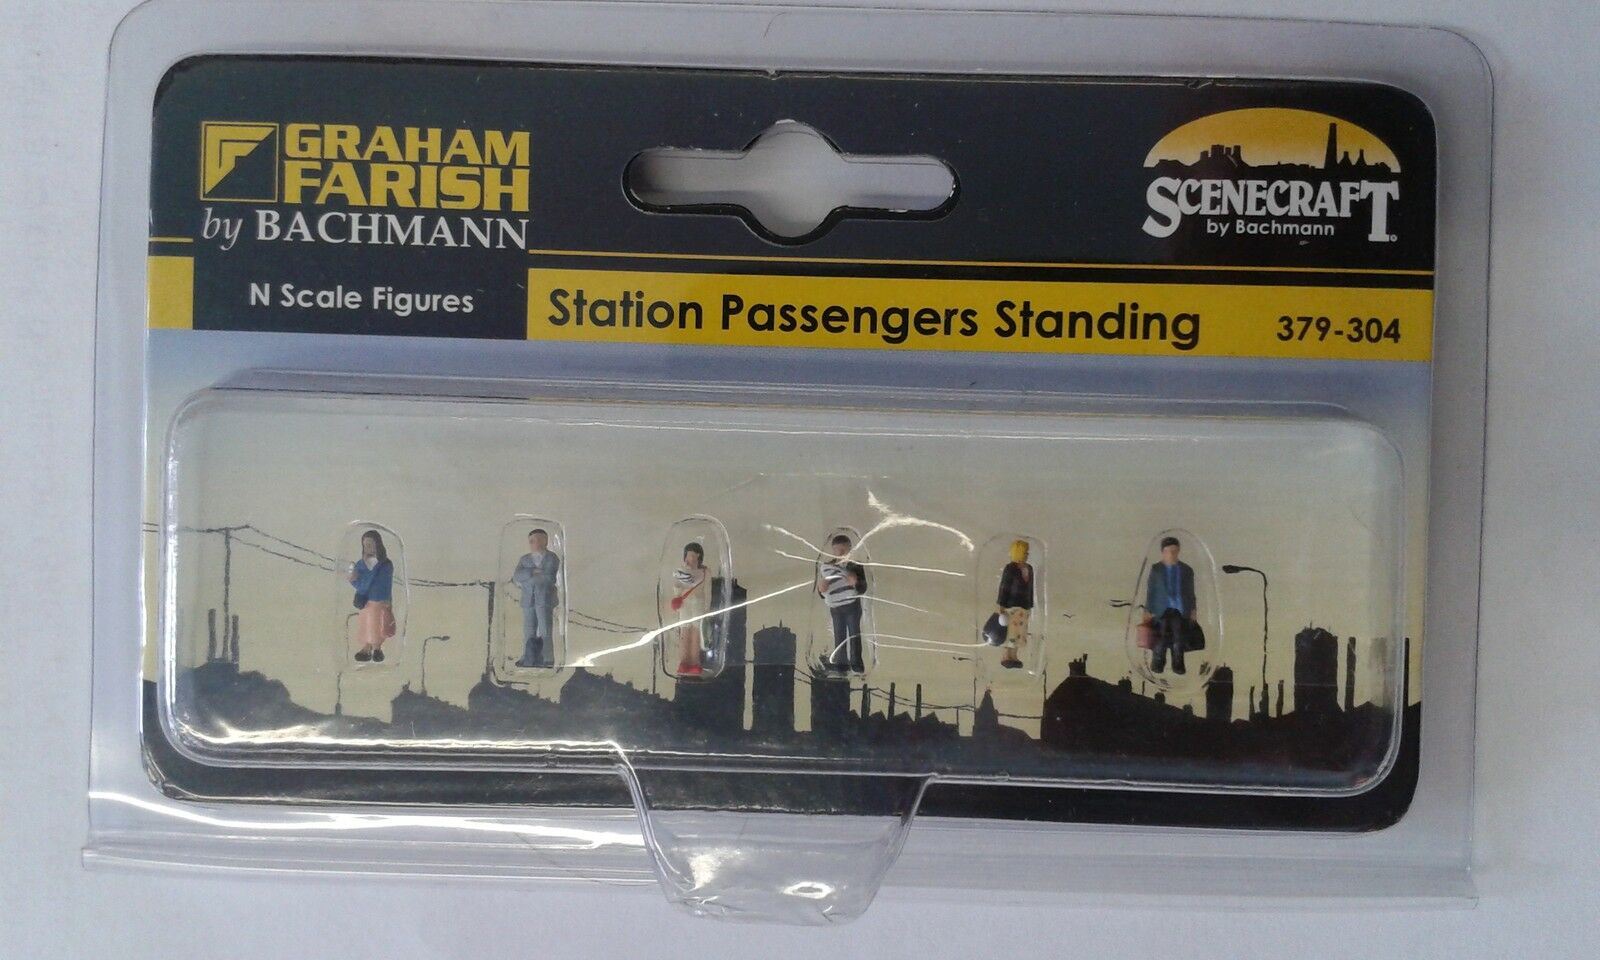 GRAHAM
FARISH
by BACHMANN
N Scale Figures
SCENECRAFT
by Bachmann
Station Passengers Standing
379-304